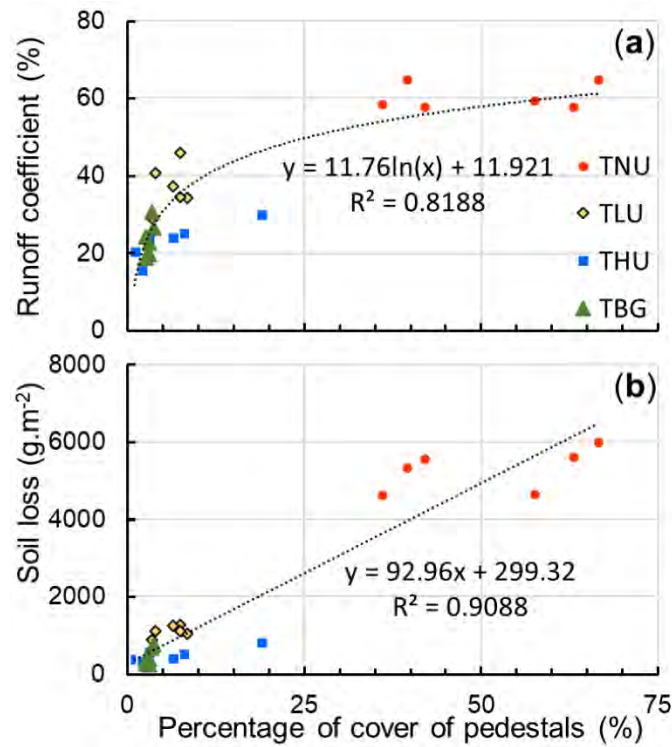 80
(a)
60
40
20
0
Runoff coefficient (%)
y = 11.76ln(x) + 11.921
R² = 0.8188
TNU
TLU
THU
TBG
8000
(b)
6000
4000
2000
0
Soil loss (g.m⁻²)
y = 92.96x + 299.32
R² = 0.9088
0 25 50 75
Percentage of cover of pedestals (%)